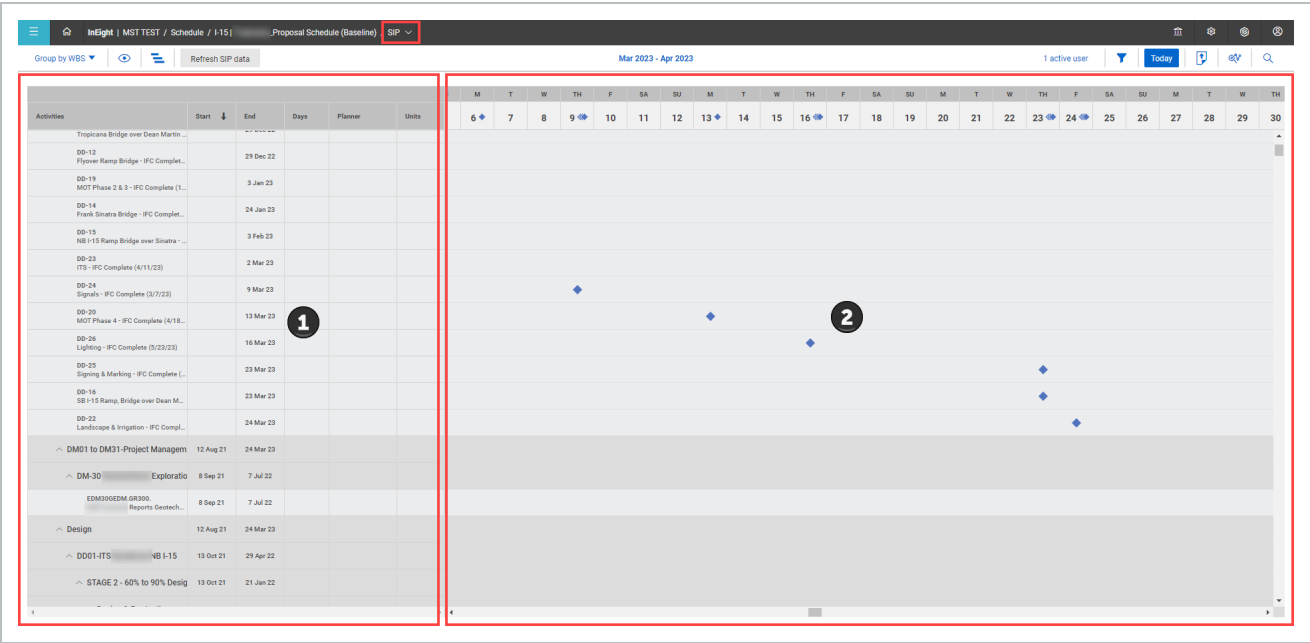 InEight | MST TEST / Schedule / I-15 | Proposal Schedule (Baseline) SIP
Group by WBS Refresh SIP data Mar 2023 - Apr 2023 1 active user Today
M T W TH F SA SU M T W TH F SA SU M T W TH F SA SU M T W TH
Activities Start End Days Planner Units 6 7 8 9 10 11 12 13 14 15 16 17 18 19 20 21 22 23 24 25 26 27 28 29 30
Tropicana Bridge over Dean Martin ...
DD-12
Flyover Ramp Bridge - IFC Complet... 29 Dec 22
DD-19
MOT Phase 2 & 3 - IFC Complete (1... 3 Jan 23
DD-14
Frank Sinatra Bridge - IFC Complet... 24 Jan 23
DD-15
NB I-15 Ramp Bridge over Sinatra - ... 3 Feb 23
DD-23
ITS - IFC Complete (4/11/23) 2 Mar 23
DD-24
Signals - IFC Complete (3/7/23) 9 Mar 23
DD-20
MOT Phase 4 - IFC Complete (4/18... 13 Mar 23
1 2
DD-26
Lighting - IFC Complete (5/23/23) 16 Mar 23
DD-25
Signing & Marking - IFC Complete (... 23 Mar 23
DD-16
SB I-15 Ramp, Bridge over Dean M... 23 Mar 23
DD-22
Landscape & Irrigation - IFC Compl... 24 Mar 23
DM01 to DM31-Project Managem 12 Aug 21 24 Mar 23
DM-30 Exploratio 8 Sep 21 7 Jul 22
EDM30GEDM.GR300.
Reports Geotech... 8 Sep 21 7 Jul 22
Design 12 Aug 21 24 Mar 23
DD01-ITS NB I-15 13 Oct 21 29 Apr 22
STAGE 2 - 60% to 90% Desig 13 Oct 21 21 Jan 22